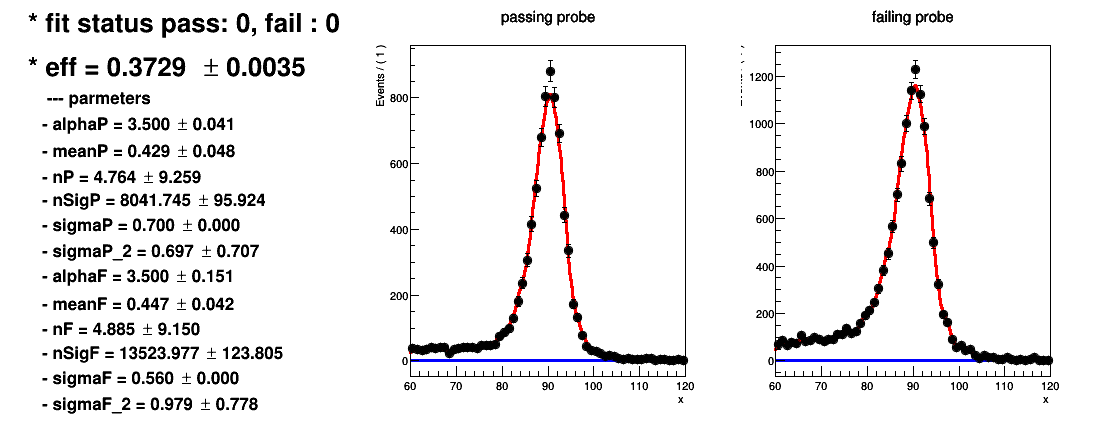 * fit status pass: 0, fail : 0
* eff = 0.3729 ± 0.0035
--- parmeters
- alphaP = 3.500 ± 0.041
- meanP = 0.429 ± 0.048
- nP = 4.764 ± 9.259
- nSigP = 8041.745 ± 95.924
- sigmaP = 0.700 ± 0.000
- sigmaP_2 = 0.697 ± 0.707
- alphaF = 3.500 ± 0.151
- meanF = 0.447 ± 0.042
- nF = 4.885 ± 9.150
- nSigF = 13523.977 ± 123.805
- sigmaF = 0.560 ± 0.000
- sigmaF_2 = 0.979 ± 0.778
passing probe
Events / ( 1 )
800
600
400
200
0
60 70 80 90 100 110 120
x
failing probe
1200
1000
800
600
400
200
0
60 70 80 90 100 110 120
x